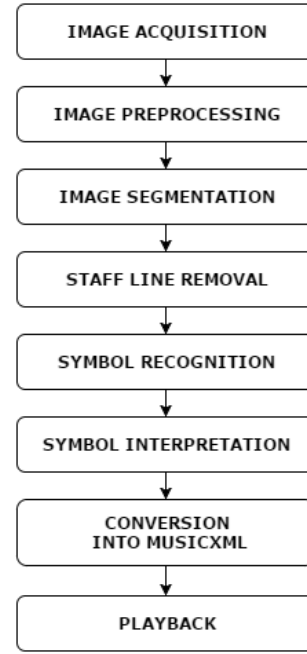 IMAGE ACQUISITION
IMAGE PREPROCESSING
IMAGE SEGMENTATION
STAFF LINE REMOVAL
SYMBOL RECOGNITION
SYMBOL INTERPRETATION
CONVERSION
INTO MUSICXML
PLAYBACK